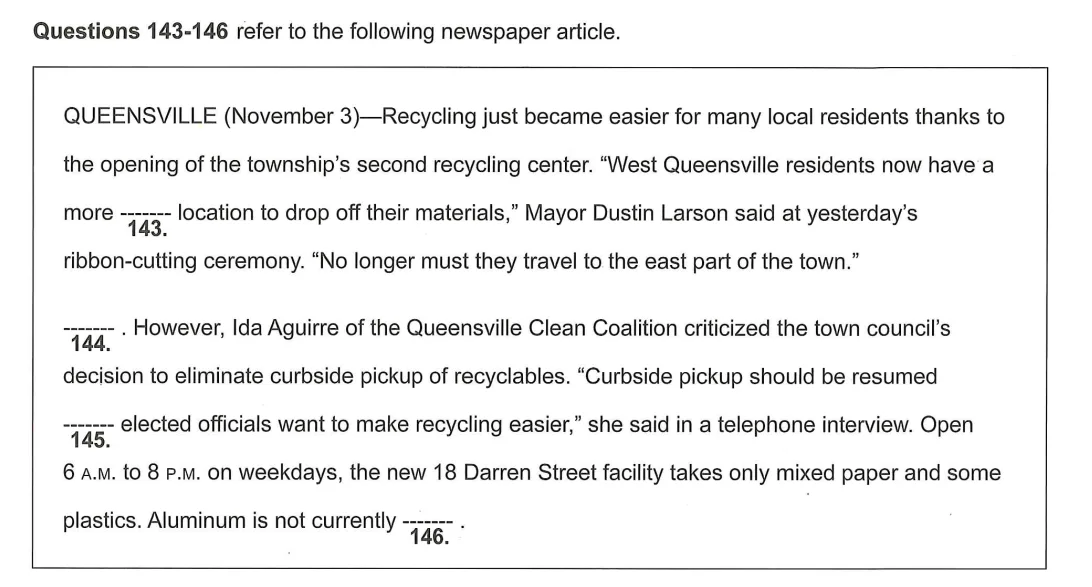 Questions 143-146 refer to the following newspaper article.
QUEENSVILLE (November 3)—Recycling just became easier for many local residents thanks to
the opening of the township's second recycling center. “West Queensville residents now have a
more ------- location to drop off their materials,” Mayor Dustin Larson said at yesterday's
143.
ribbon-cutting ceremony. “No longer must they travel to the east part of the town.”
------- . However, Ida Aguirre of the Queensville Clean Coalition criticized the town council's
144.
decision to eliminate curbside pickup of recyclables. “Curbside pickup should be resumed
------- elected officials want to make recycling easier,” she said in a telephone interview. Open
145.
6 A.M. to 8 P.M. on weekdays, the new 18 Darren Street facility takes only mixed paper and some
plastics. Aluminum is not currently ------- .
146.